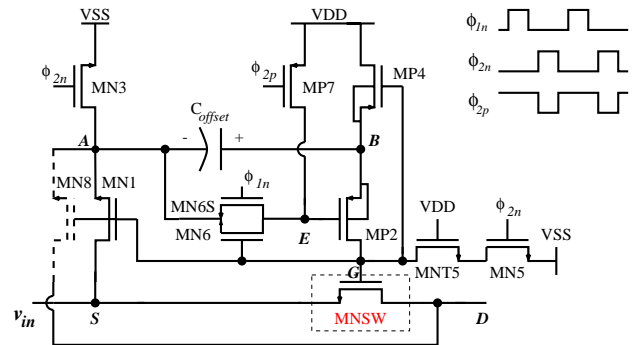 VSS
VDD
ϕ1n
ϕ2n
MN3
ϕ2p
MP7
MP4
ϕ2n
ϕ2p
Coffset
A
-
+
B
MN8
MN1
ϕ1n
MN6S
MN6
E
MP2
VDD
ϕ2n
VSS
G
MNT5
MN5
vin
S
MNSW
D